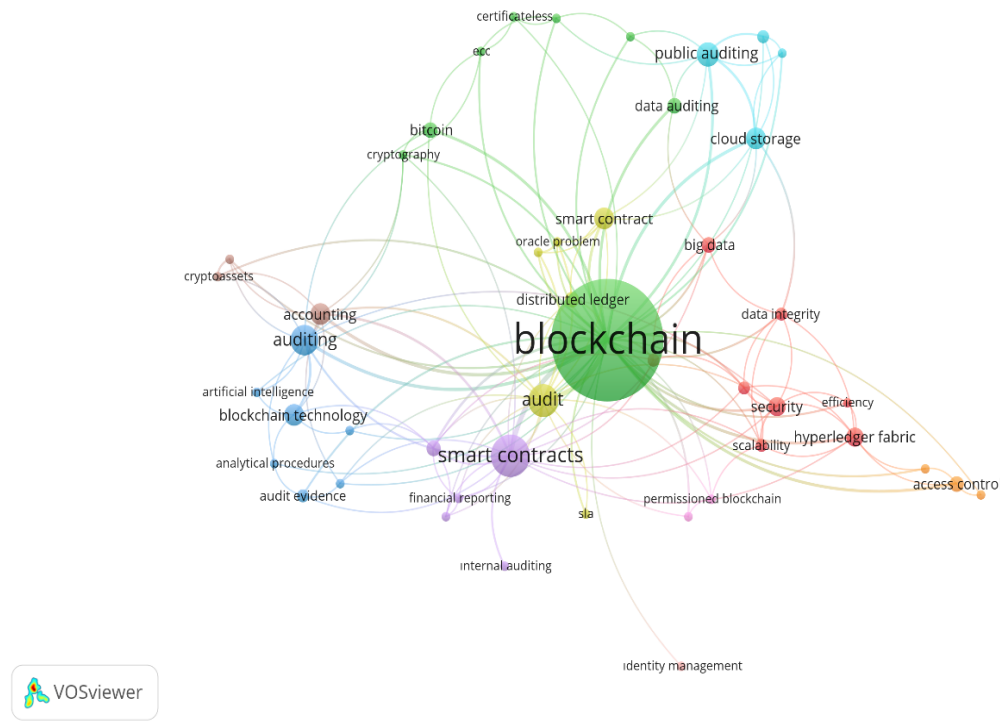 certificateless
ecc
public auditing
data auditing
bitcoin
cloud storage
cryptography
smart contract
oracle problem
big data
cryptoassets
distributed ledger
accounting
data integrity
auditing
blockchain
artificial intelligence
audit
efficiency
security
blockchain technology
hyperledger fabric
scalability
smart contracts
analytical procedures
access contro
audit evidence
financial reporting
permissioned blockchain
sla
internal auditing
identity management
VOSviewer